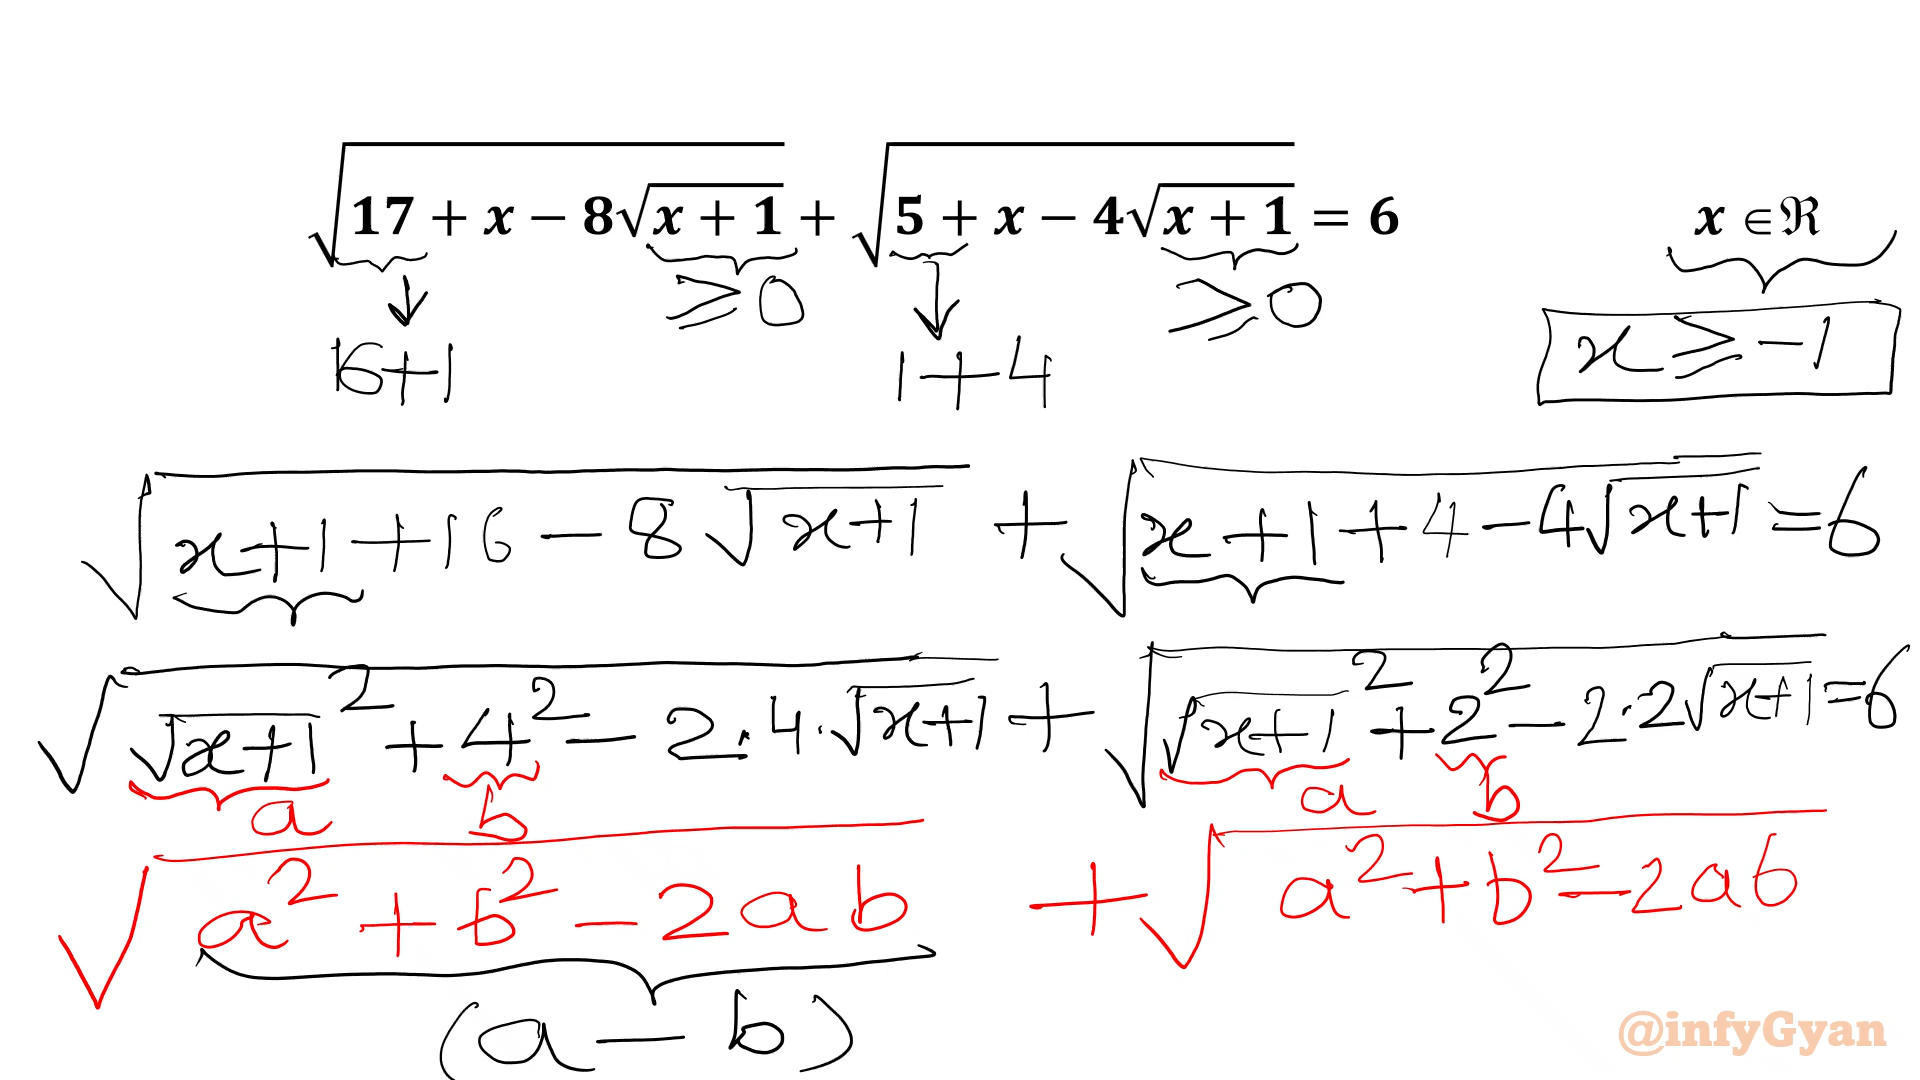 √(17 + x − 8√(x + 1)) + √(5 + x − 4√(x + 1)) = 6 x ∈ ℜ
≥0 ≥0
16+1 1+4 x ≥ −1
√(x+1+16−8√(x+1)) + √(x+1+4−4√(x+1)) = 6
√(√(x+1)² + 4² − 2·4·√(x+1)) + √(√(x+1)² + 2² − 2·2√(x+1)) = 6
a b a b
√(a² + b² − 2ab) + √(a² + b² − 2ab)
(a − b)
@infyGyan